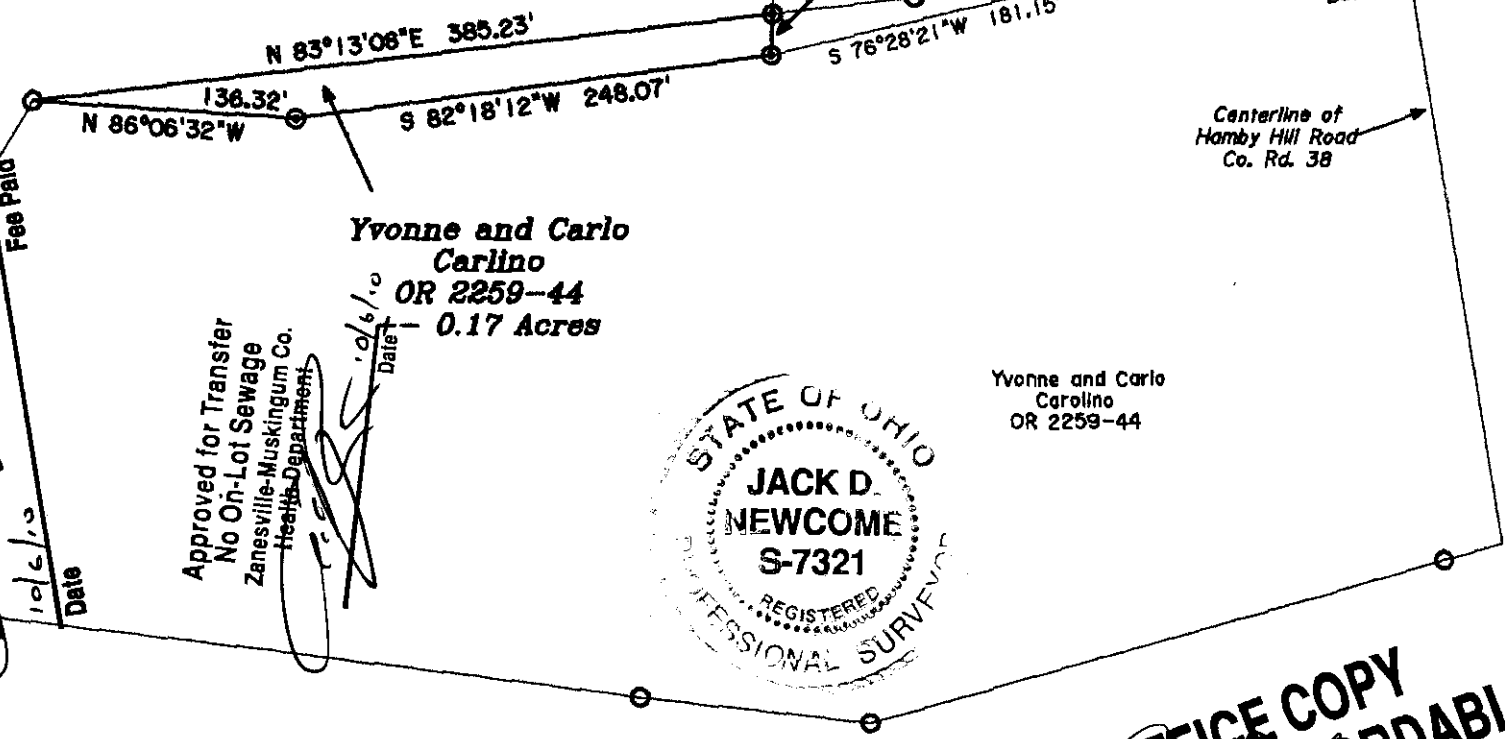 N 83°13'08"E 385.23'
S 76°28'21"W 181.15'
136.32'
N 86°06'32"W
S 82°18'12"W 248.07'
Centerline of
Hamby Hill Road
Co. Rd. 38
Fee Paid
Yvonne and Carlo
Carlino
OR 2259-44
+- 0.17 Acres
Approved for Transfer
No On-Lot Sewage
Zanesville-Muskingum Co.
Health Department
10/6/10
Date
Yvonne and Carlo
Carolino
OR 2259-44
STATE OF OHIO
JACK D.
NEWCOME
S-7321
REGISTERED
PROFESSIONAL SURVEYOR
10/6/10
Date
COPY